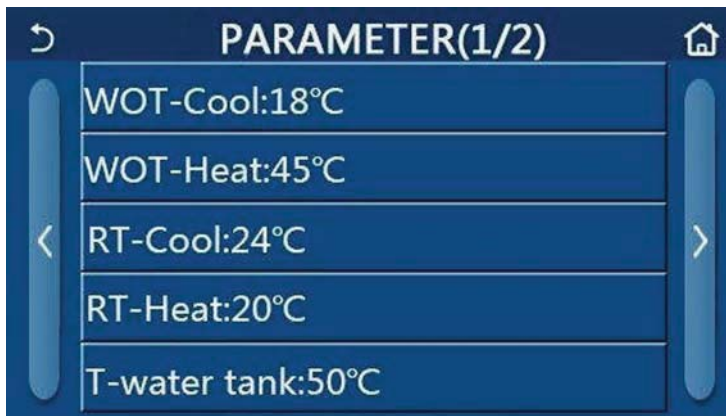 PARAMETER(1/2)
WOT-Cool:18℃
WOT-Heat:45℃
RT-Cool:24℃
RT-Heat:20℃
T-water tank:50℃